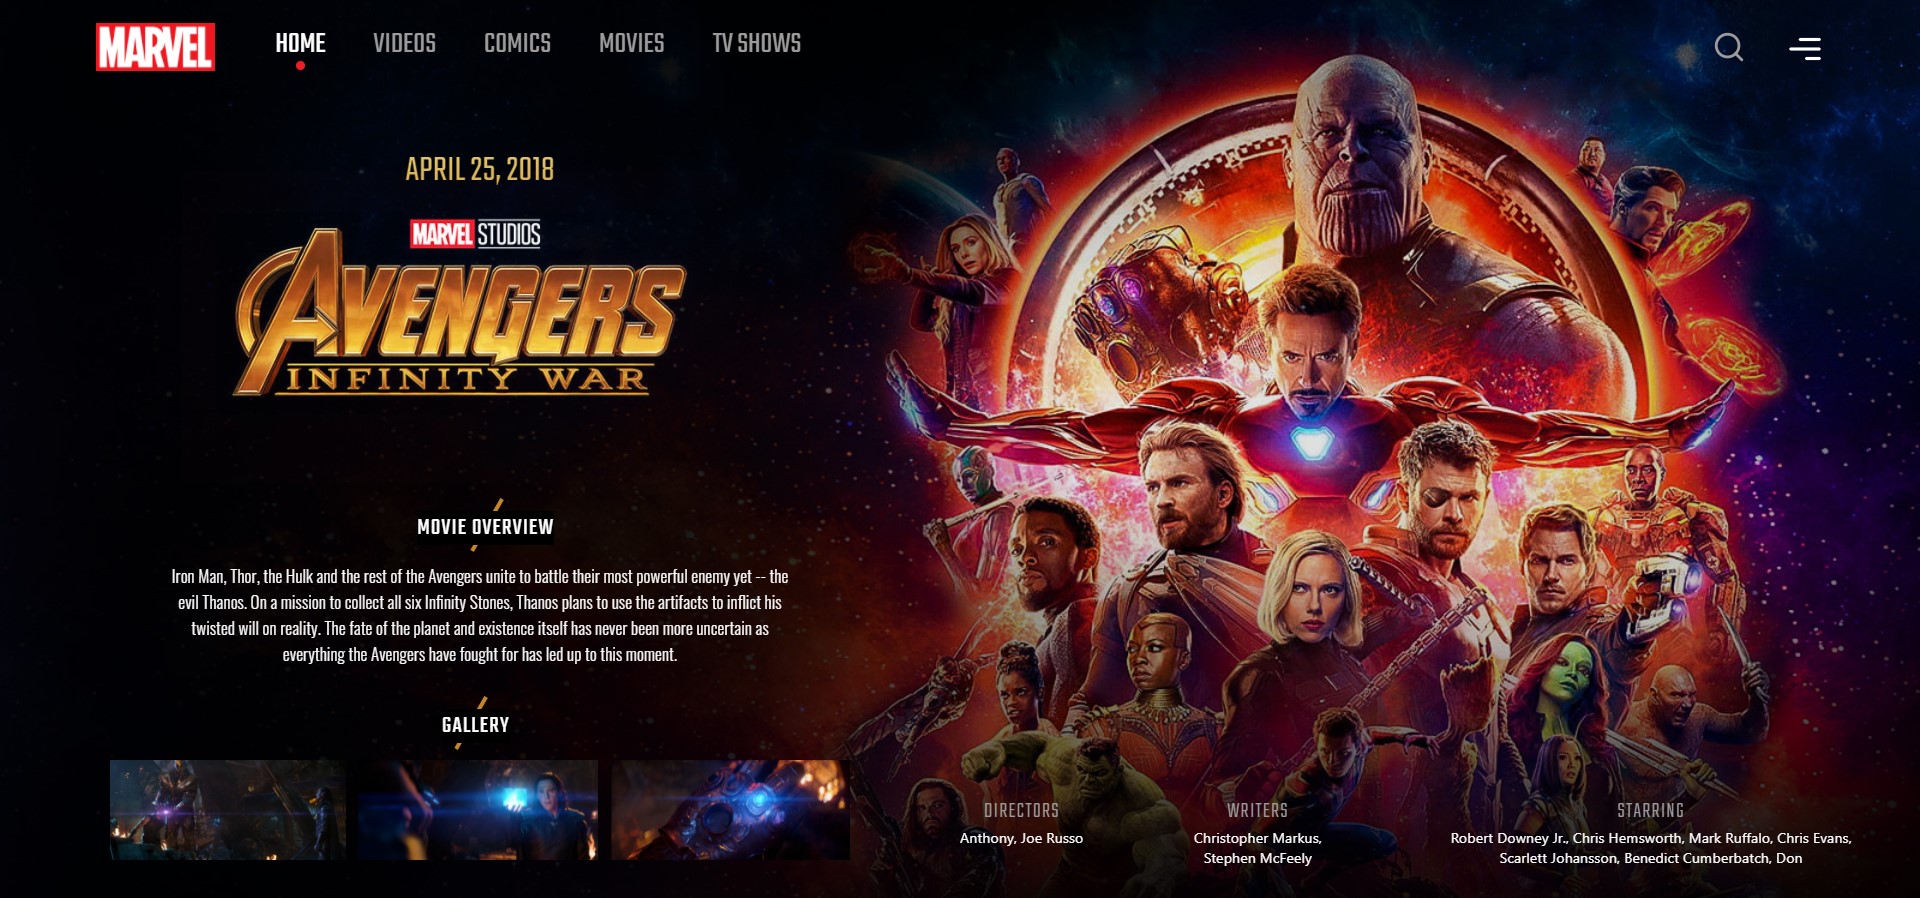 MARVEL
HOME
VIDEOS
COMICS
MOVIES
TV SHOWS
APRIL 25, 2018
MARVEL STUDIOS
AVENGERS
INFINITY WAR
MOVIE OVERVIEW
Iron Man, Thor, the Hulk and the rest of the Avengers unite to battle their most powerful enemy yet -- the
evil Thanos. On a mission to collect all six Infinity Stones, Thanos plans to use the artifacts to inflict his
twisted will on reality. The fate of the planet and existence itself has never been more uncertain as
everything the Avengers have fought for has led up to this moment.
GALLERY
DIRECTORS
Anthony, Joe Russo
WRITERS
Christopher Markus,
Stephen McFeely
STARRING
Robert Downey Jr., Chris Hemsworth, Mark Ruffalo, Chris Evans,
Scarlett Johansson, Benedict Cumberbatch, Don